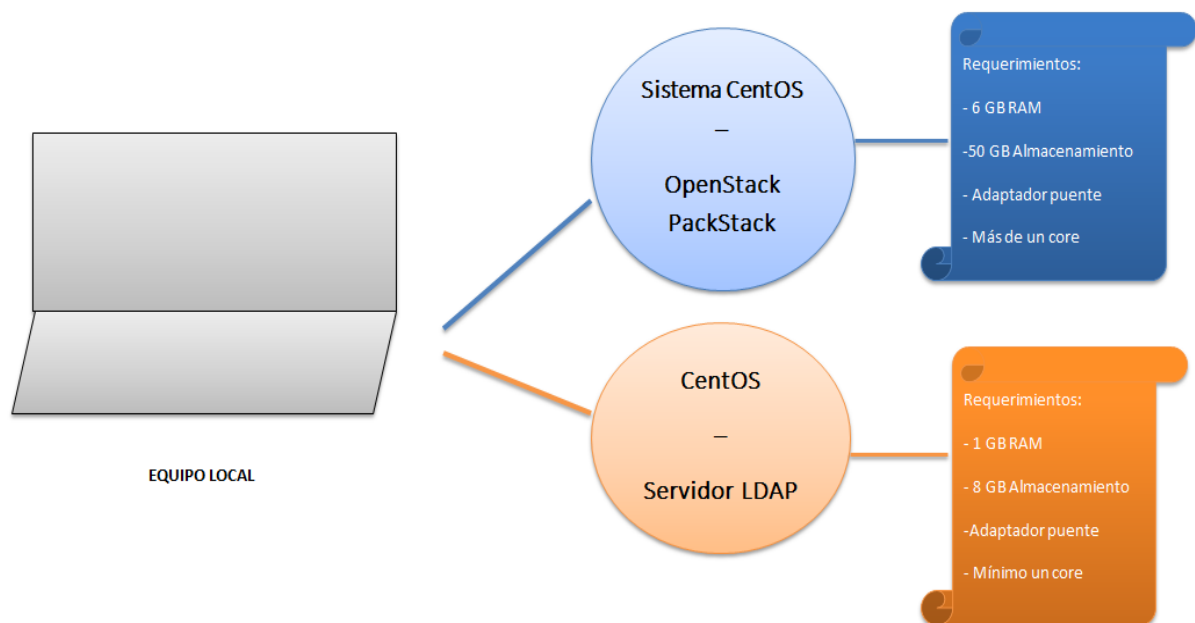 EQUIPO LOCAL
Sistema CentOS
–
OpenStack
PackStack
Requerimientos:
- 6 GB RAM
-50 GB Almacenamiento
- Adaptador puente
- Más de un core
CentOS
–
Servidor LDAP
Requerimientos:
- 1 GB RAM
- 8 GB Almacenamiento
-Adaptador puente
- Mínimo un core